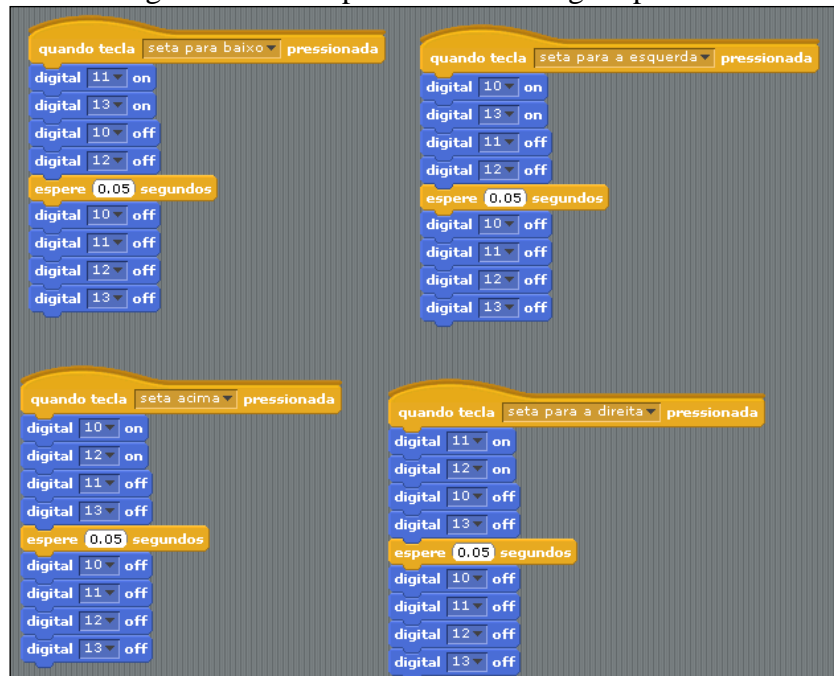 quando tecla seta para baixo pressionada
digital 11 on
digital 13 on
digital 10 off
digital 12 off
espere 0.05 segundos
digital 10 off
digital 11 off
digital 12 off
digital 13 off
quando tecla seta para a esquerda pressionada
digital 10 on
digital 13 on
digital 11 off
digital 12 off
espere 0.05 segundos
digital 10 off
digital 11 off
digital 12 off
digital 13 off
quando tecla seta acima pressionada
digital 10 on
digital 12 on
digital 11 off
digital 13 off
espere 0.05 segundos
digital 10 off
digital 11 off
digital 12 off
digital 13 off
quando tecla seta para a direita pressionada
digital 11 on
digital 12 on
digital 10 off
digital 13 off
espere 0.05 segundos
digital 10 off
digital 11 off
digital 12 off
digital 13 off